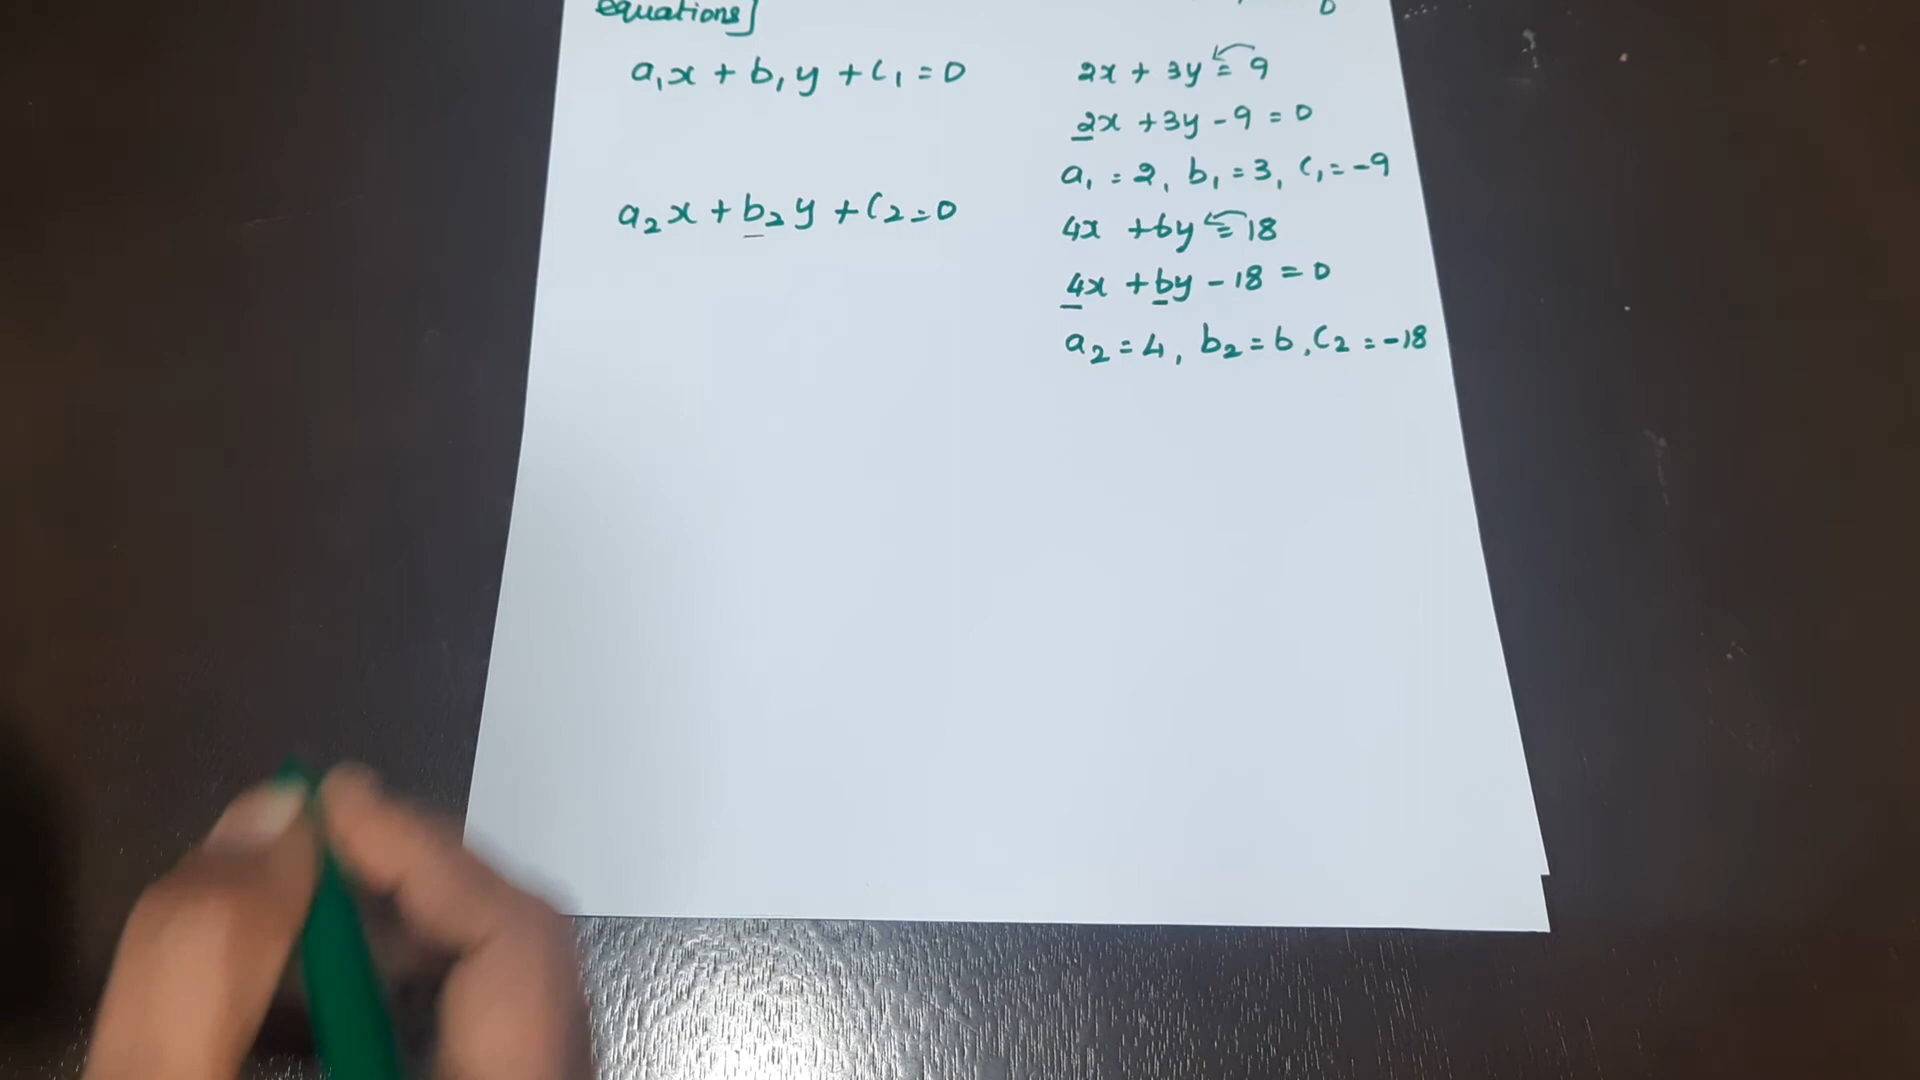 equations]
a₁x + b₁y + c₁ = 0
a₂x + b₂y + c₂ = 0
2x + 3y = 9
2x + 3y - 9 = 0
a₁ = 2, b₁ = 3, c₁ = -9
4x + 6y = 18
4x + 6y - 18 = 0
a₂ = 4, b₂ = 6, c₂ = -18